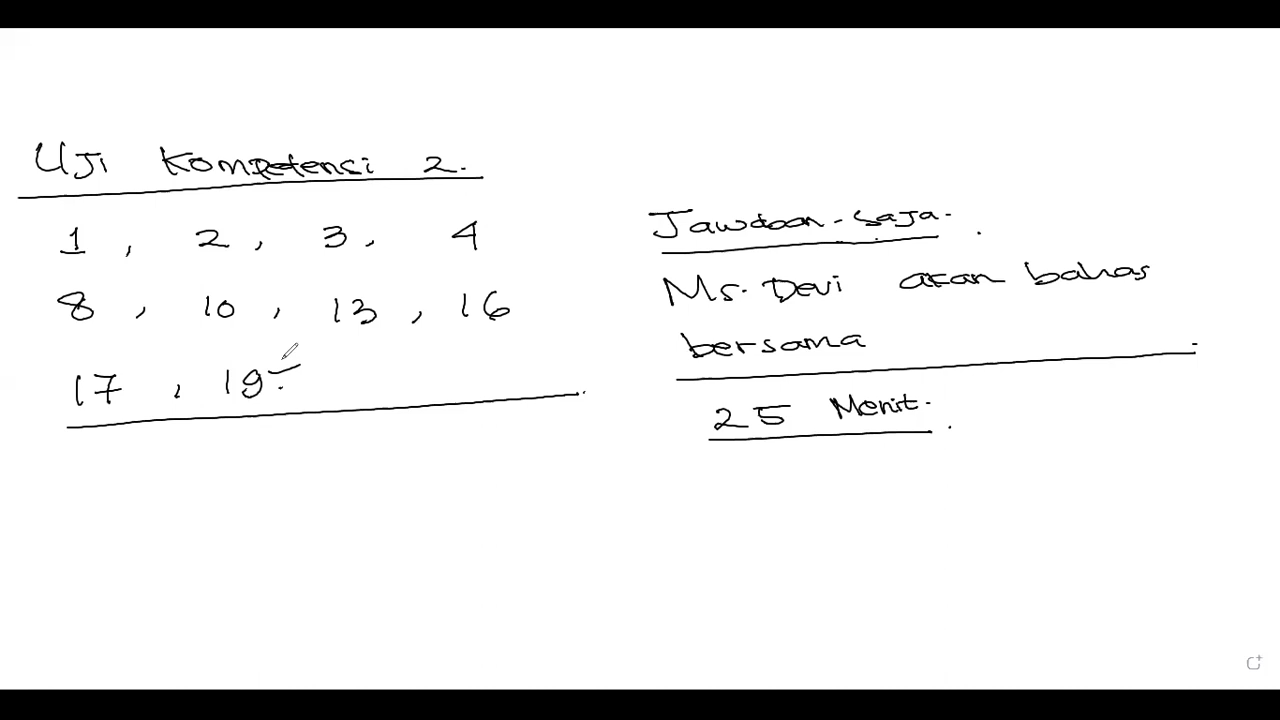 Uji Kompetensi 2.
1 , 2 , 3 , 4
8 , 10 , 13 , 16
17 , 19
Jawaban saja.
Ms. Devi akan bahas
bersama
25 Menit.